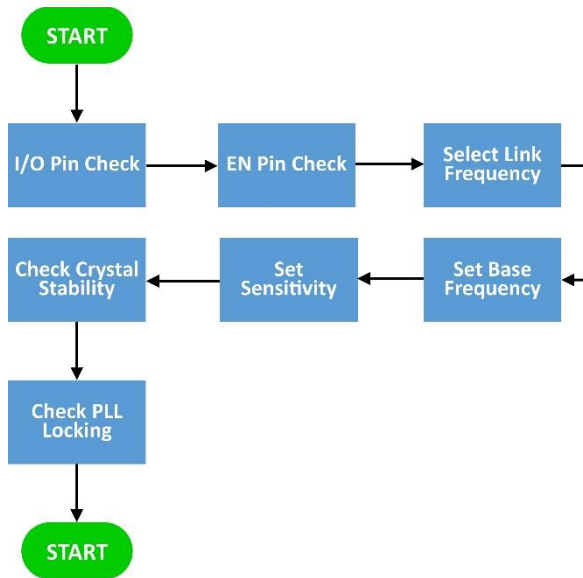 START
I/O Pin Check
EN Pin Check
Select Link
Frequency
Set Base
Frequency
Set
Sensitivity
Check Crystal
Stability
Check PLL
Locking
START